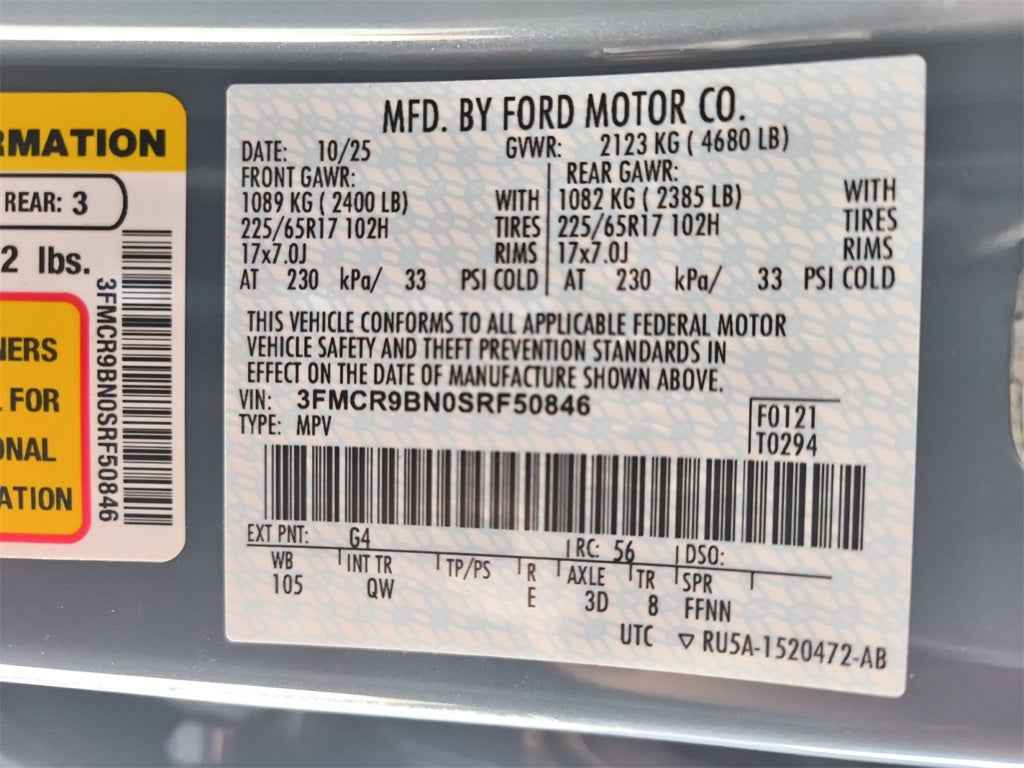 RMATION
REAR: 3
2 lbs.
NERS
FOR
ONAL
ATION
3FMCR9BN0SRF50846
MFD. BY FORD MOTOR CO.
DATE: 10/25 GVWR: 2123 KG ( 4680 LB)
FRONT GAWR: REAR GAWR:
1089 KG ( 2400 LB) WITH 1082 KG ( 2385 LB) WITH
225/65R17 102H TIRES 225/65R17 102H TIRES
17x7.0J RIMS 17x7.0J RIMS
AT 230 kPa/ 33 PSI COLD AT 230 kPa/ 33 PSI COLD
THIS VEHICLE CONFORMS TO ALL APPLICABLE FEDERAL MOTOR
VEHICLE SAFETY AND THEFT PREVENTION STANDARDS IN
EFFECT ON THE DATE OF MANUFACTURE SHOWN ABOVE.
VIN: 3FMCR9BN0SRF50846 F0121
TYPE: MPV T0294
EXT PNT: G4 RC: 56 DSO:
WB INT TR TP/PS R AXLE TR SPR
105 QW E 3D 8 FFNN
UTC ▽ RU5A-1520472-AB